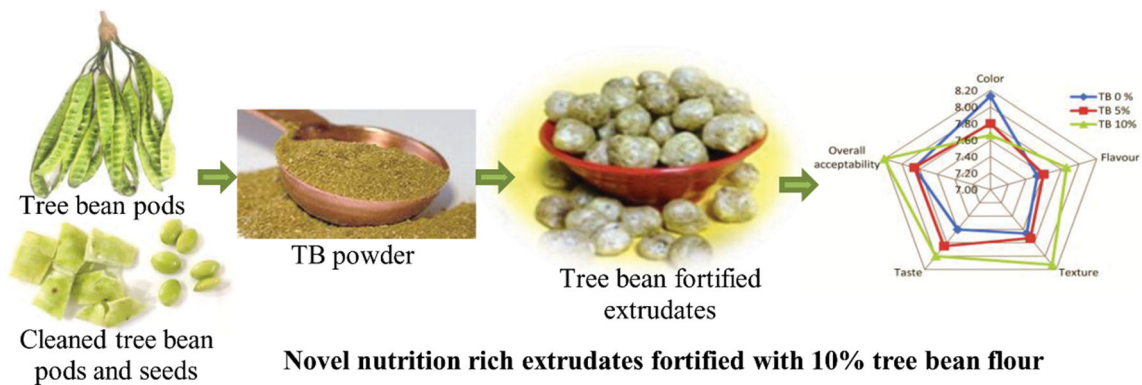 Tree bean pods
Cleaned tree bean
pods and seeds
TB powder
Tree bean fortified
extrudates
Color
8.20
8.00
7.80
7.60
7.40
7.20
7.00
Flavour
Texture
Taste
Overall
acceptability
TB 0 %
TB 5%
TB 10%
Novel nutrition rich extrudates fortified with 10% tree bean flour